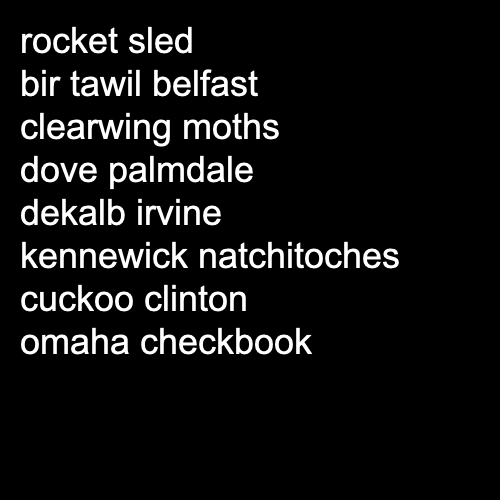 rocket sled
bir tawil belfast
clearwing moths
dove palmdale
dekalb irvine
kennewick natchitoches
cuckoo clinton
omaha checkbook